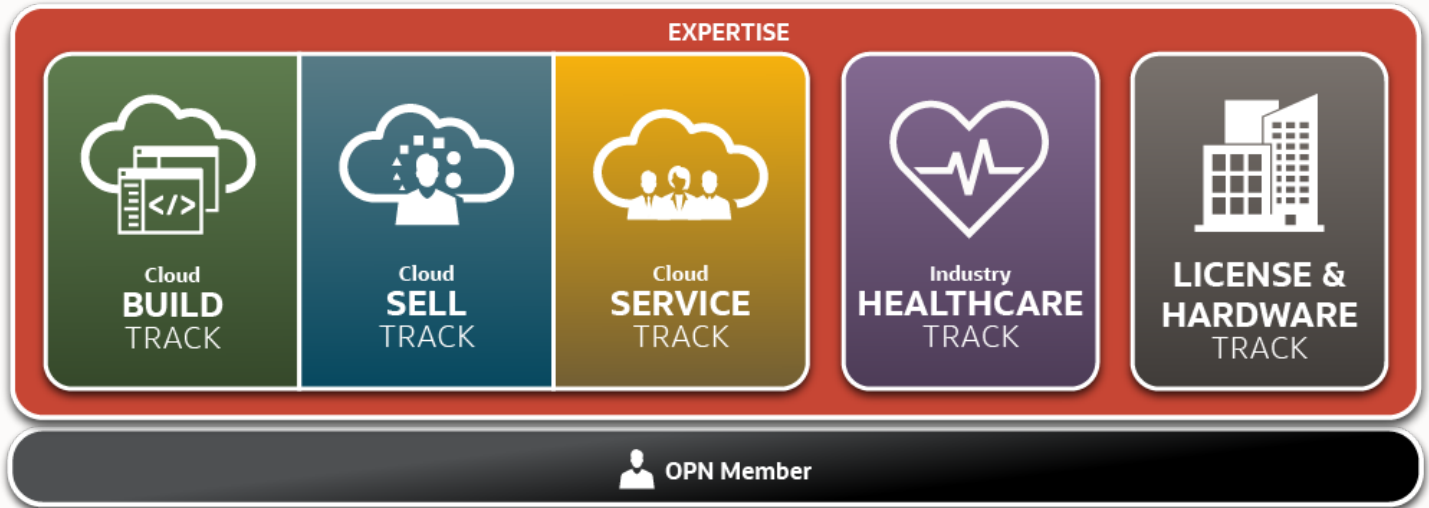 EXPERTISE
Cloud
BUILD
TRACK
Cloud
SELL
TRACK
Cloud
SERVICE
TRACK
Industry
HEALTHCARE
TRACK
LICENSE &
HARDWARE
TRACK
</>
OPN Member